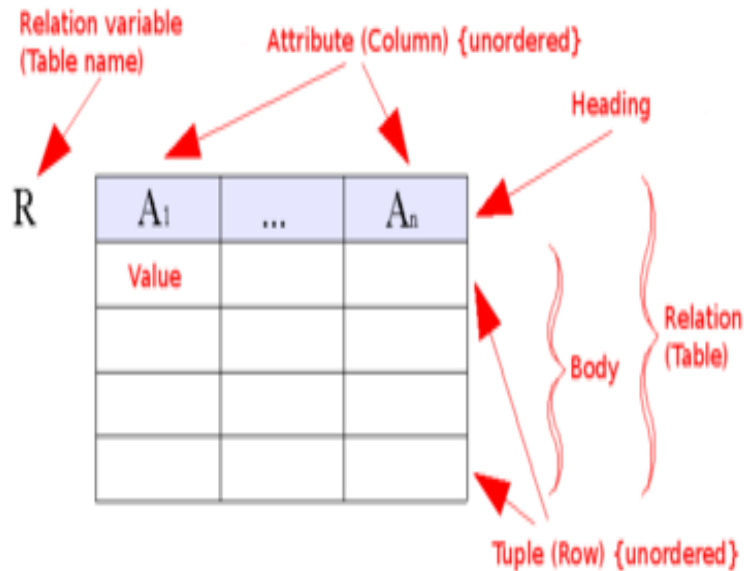 Relation variable
(Table name)
Attribute (Column) {unordered}
Heading
R
A1 ... An
Value
Relation
(Table)
Body
Tuple (Row) {unordered}